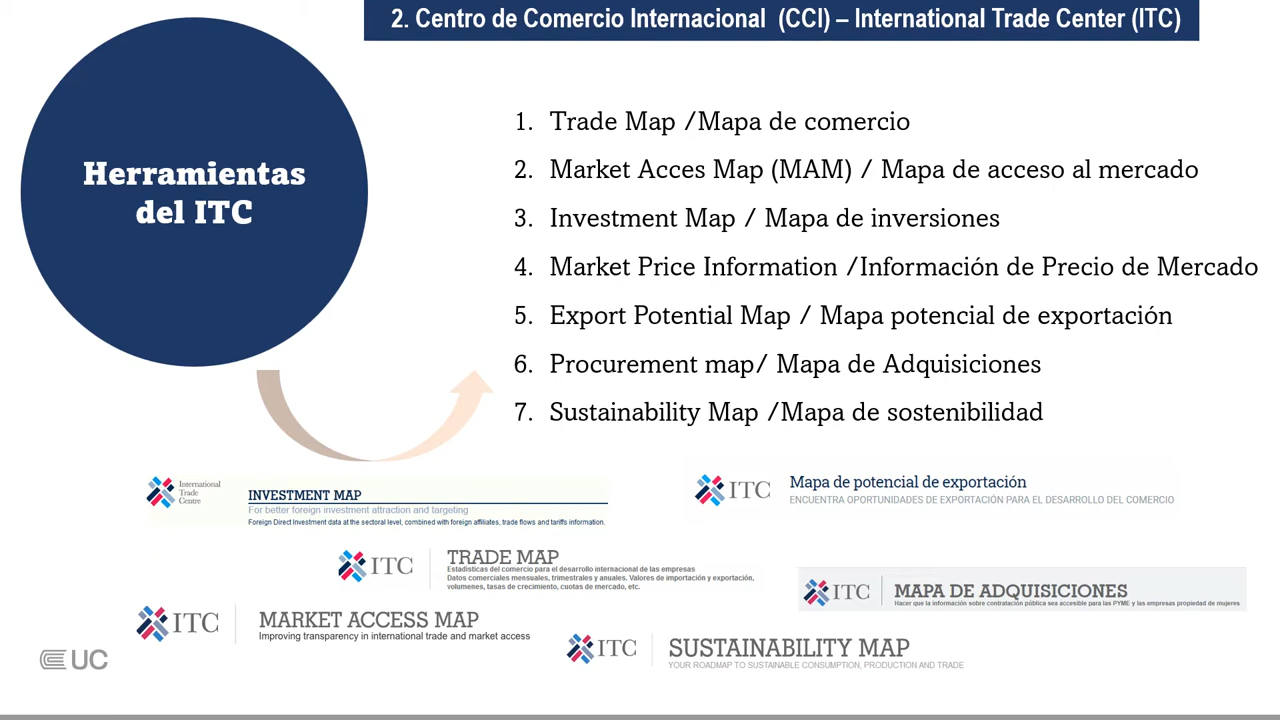 2. Centro de Comercio Internacional (CCI) – International Trade Center (ITC)
Herramientas
del ITC
1. Trade Map /Mapa de comercio
2. Market Acces Map (MAM) / Mapa de acceso al mercado
3. Investment Map / Mapa de inversiones
4. Market Price Information /Información de Precio de Mercado
5. Export Potential Map / Mapa potencial de exportación
6. Procurement map/ Mapa de Adquisiciones
7. Sustainability Map /Mapa de sostenibilidad
International
Trade
Centre
INVESTMENT MAP
For better foreign investment attraction and targeting
Foreign Direct Investment data at the sectoral level, combined with foreign affiliates, trade flows and tariffs information.
ITC
Mapa de potencial de exportación
ENCUENTRA OPORTUNIDADES DE EXPORTACIÓN PARA EL DESARROLLO DEL COMERCIO
ITC
TRADE MAP
Estadísticas del comercio para el desarrollo internacional de las empresas
Datos comerciales mensuales, trimestrales y anuales. Valores de importación y exportación,
volumenes, tasas de crecimiento, cuotas de mercado, etc.
ITC
MAPA DE ADQUISICIONES
Hacer que la información sobre contratación pública sea accesible para las PYME y las empresas propiedad de mujeres
ITC
MARKET ACCESS MAP
Improving transparency in international trade and market access
ITC
SUSTAINABILITY MAP
YOUR ROADMAP TO SUSTAINABLE CONSUMPTION, PRODUCTION AND TRADE
UC